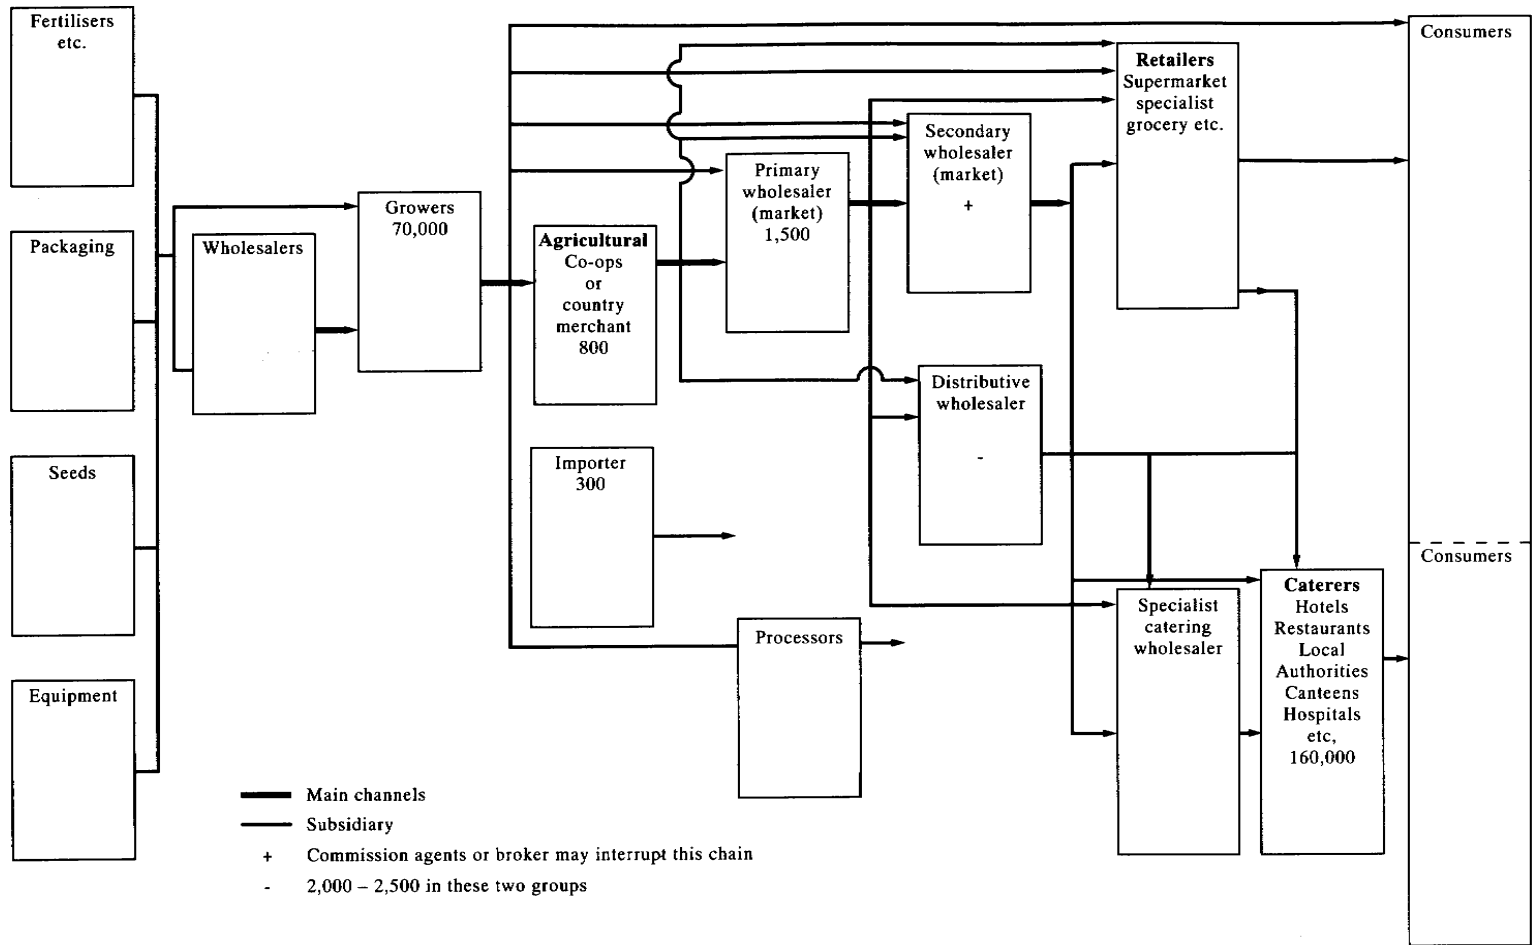 Fertilisers
etc.
Packaging
Seeds
Equipment
Wholesalers
Growers
70,000
Agricultural
Co-ops
or
country
merchant
800
Importer
300
Primary
wholesaler
(market)
1,500
Processors
Secondary
wholesaler
(market)
+
Distributive
wholesaler
-
Retailers
Supermarket
specialist
grocery etc.
Specialist
catering
wholesaler
Caterers
Hotels
Restaurants
Local
Authorities
Canteens
Hospitals
etc,
160,000
Consumers
Consumers
Main channels
Subsidiary
+ Commission agents or broker may interrupt this chain
- 2,000 – 2,500 in these two groups